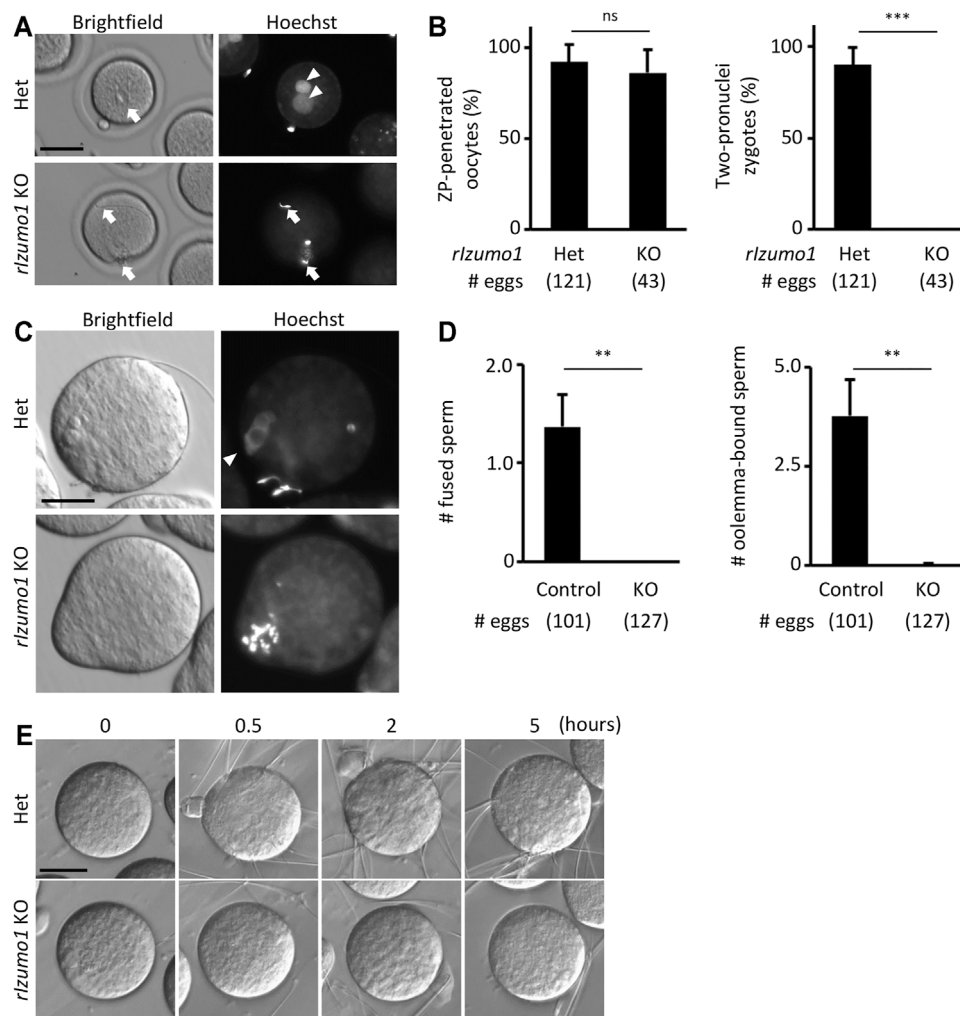 A
Brightfield
Hoechst
Het
rIzumo1 KO
B
ns
100
50
0
ZP-penetrated
oocytes (%)
rIzumo1 Het KO
# eggs (121) (43)
***
100
50
0
Two-pronuclei
zygotes (%)
rIzumo1 Het KO
# eggs (121) (43)
C
Brightfield
Hoechst
Het
rIzumo1 KO
D
**
2.0
1.0
0
# fused sperm
Control KO
# eggs (101) (127)
**
5.0
2.5
0
# oolemma-bound sperm
Control KO
# eggs (101) (127)
E
0 0.5 2 5 (hours)
Het
rIzumo1 KO